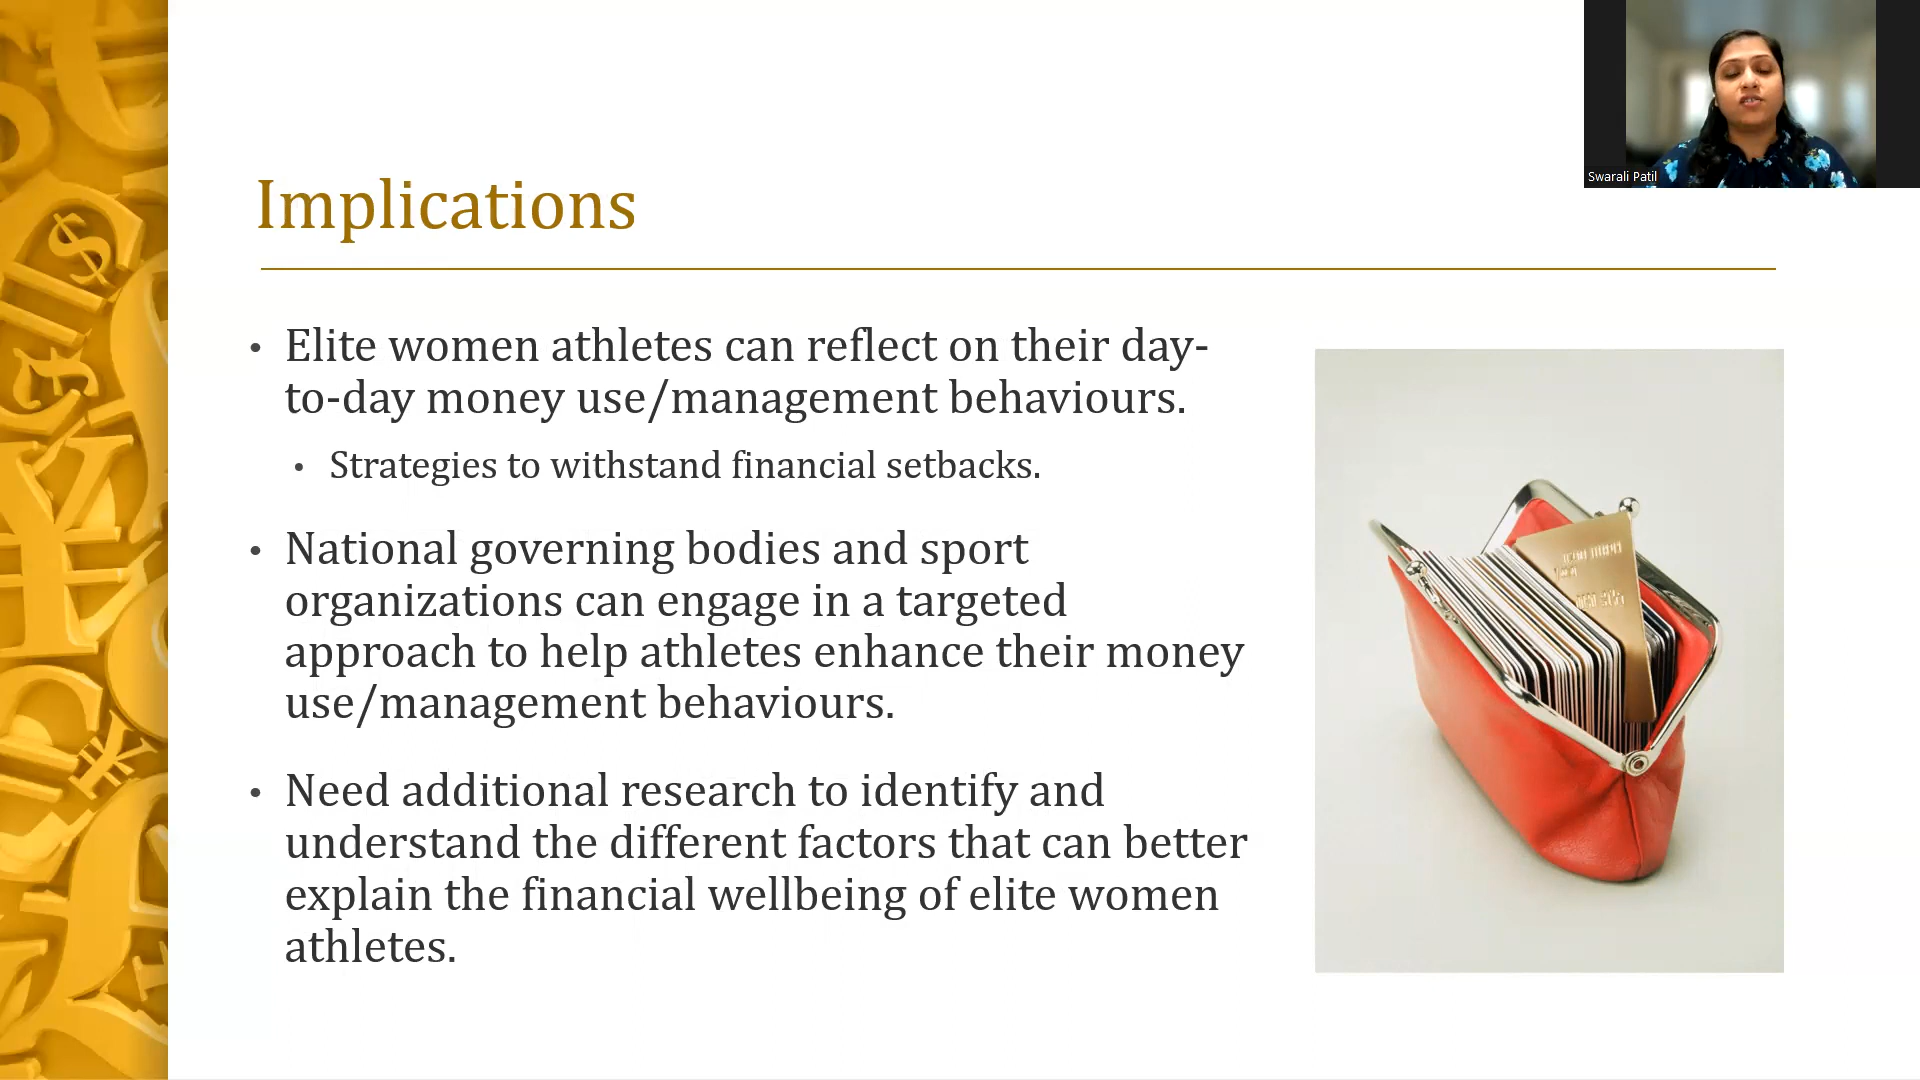 Swarali Patil
Implications
• Elite women athletes can reflect on their day-
to-day money use/management behaviours.
• Strategies to withstand financial setbacks.
• National governing bodies and sport
organizations can engage in a targeted
approach to help athletes enhance their money
use/management behaviours.
• Need additional research to identify and
understand the different factors that can better
explain the financial wellbeing of elite women
athletes.